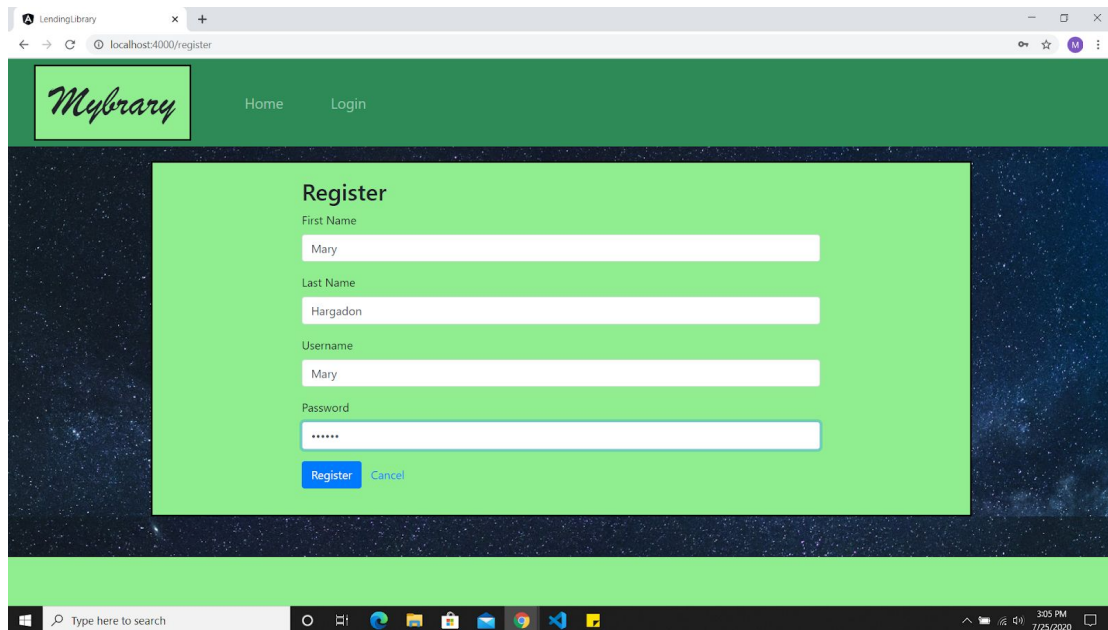 LendingLibrary
localhost:4000/register
M
Mybrary
Home Login
Register
First Name
Mary
Last Name
Hargadon
Username
Mary
Password
••••••
Register Cancel
Type here to search
3:05 PM
7/25/2020